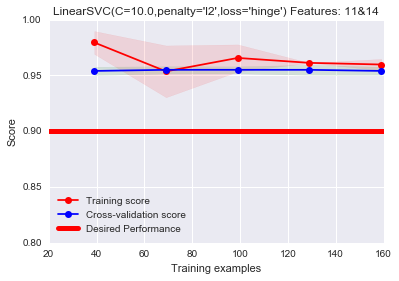 LinearSVC(C=10.0,penalty='l2',loss='hinge') Features: 11&14
1.00
0.95
0.90
0.85
0.80
Score
Training score
Cross-validation score
Desired Performance
20 40 60 80 100 120 140 160
Training examples